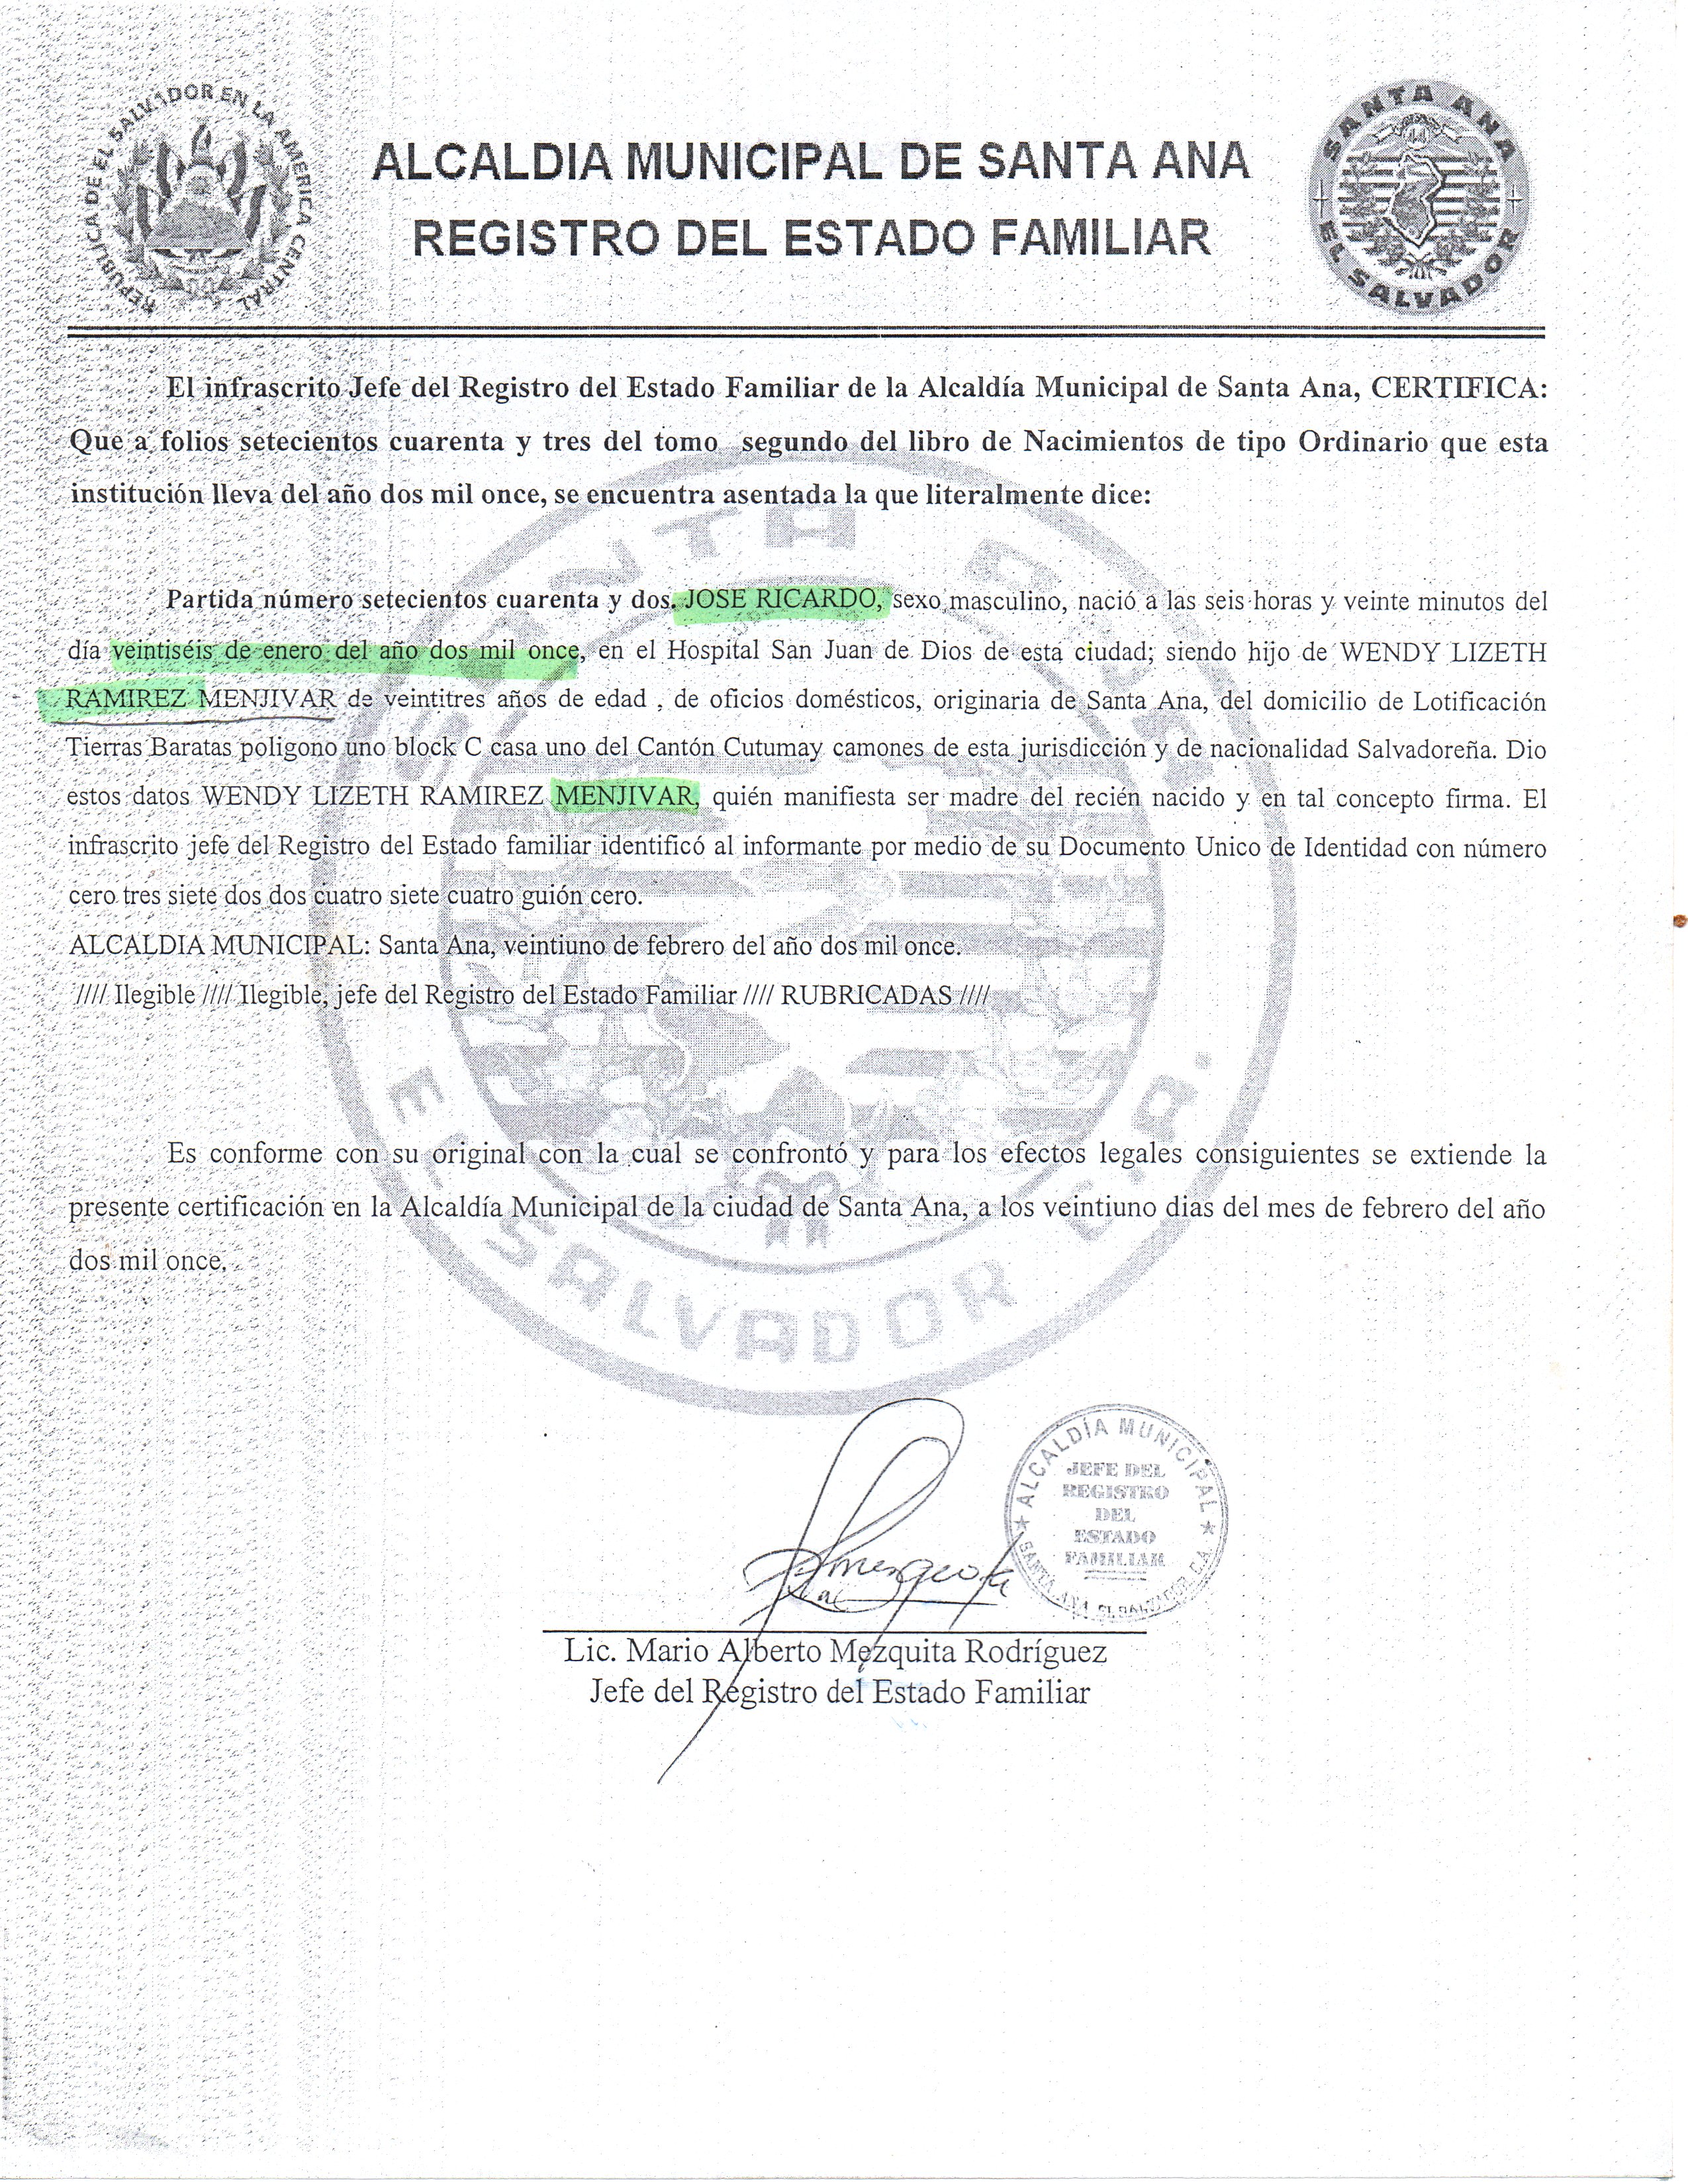 REPUBLICA DE EL SALVADOR EN LA AMERICA CENTRAL
SANTA ANA
EL SALVADOR
ALCALDIA MUNICIPAL DE SANTA ANA
REGISTRO DEL ESTADO FAMILIAR
El infrascrito Jefe del Registro del Estado Familiar de la Alcaldía Municipal de Santa Ana, CERTIFICA:
Que a folios setecientos cuarenta y tres del tomo segundo del libro de Nacimientos de tipo Ordinario que esta
institución lleva del año dos mil once, se encuentra asentada la que literalmente dice:
Partida número setecientos cuarenta y dos. JOSE RICARDO, sexo masculino, nació a las seis horas y veinte minutos del
día veintiséis de enero del año dos mil once, en el Hospital San Juan de Dios de esta ciudad; siendo hijo de WENDY LIZETH
RAMIREZ MENJIVAR de veintitres años de edad , de oficios domésticos, originaria de Santa Ana, del domicilio de Lotificación
Tierras Baratas poligono uno block C casa uno del Cantón Cutumay camones de esta jurisdicción y de nacionalidad Salvadoreña. Dio
estos datos WENDY LIZETH RAMIREZ MENJIVAR, quién manifiesta ser madre del recién nacido y en tal concepto firma. El
infrascrito jefe del Registro del Estado familiar identificó al informante por medio de su Documento Unico de Identidad con número
cero tres siete dos dos cuatro siete cuatro guión cero.
ALCALDIA MUNICIPAL: Santa Ana, veintiuno de febrero del año dos mil once.
//// Ilegible //// Ilegible, jefe del Registro del Estado Familiar //// RUBRICADAS ////
Es conforme con su original con la cual se confrontó y para los efectos legales consiguientes se extiende la
presente certificación en la Alcaldía Municipal de la ciudad de Santa Ana, a los veintiuno dias del mes de febrero del año
dos mil once,
SANTA ANA
EL SALVADOR C.A.
ALCALDÍA MUNICIPAL
JEFE DEL
REGISTRO
DEL
ESTADO
FAMILIAR
SANTA ANA EL SALVADOR CA.
Lic. Mario Alberto Mezquita Rodríguez
Jefe del Registro del Estado Familiar